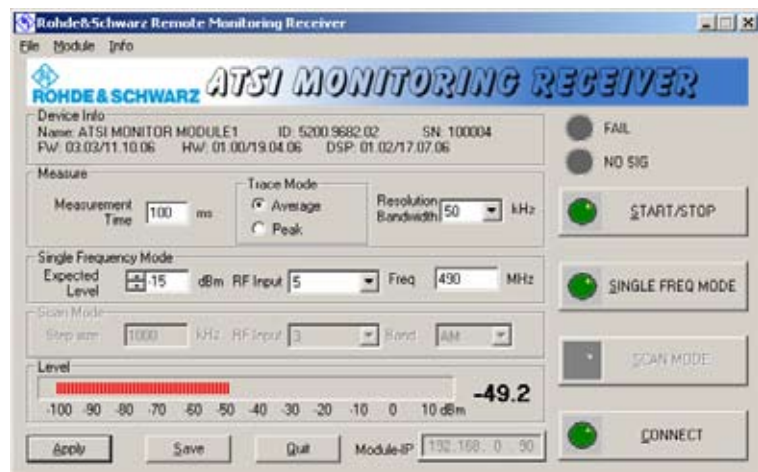 Rohde&Schwarz Remote Monitoring Receiver
File Module Info
ROHDE & SCHWARZ ATSI MONITORING RECEIVER
Device Info
Name: ATSI MONITOR MODULE1 ID: 5200.9682.02 SN: 100004
FW: 03.03/11.10.06 HW: 01.00/19.04.06 DSP: 01.02/17.07.06
FAIL
NO SIG
Measure
Measurement Time 100 ms
Trace Mode
Average
Peak
Resolution Bandwidth 50 kHz
START/STOP
Single Frequency Mode
Expected Level -15 dBm RF Input 5 Freq 490 MHz
SINGLE FREQ MODE
Scan Mode
Step size 1000 kHz RF Input 3 Band AM
SCAN MODE
Level
-49.2
-100 -90 -80 -70 -60 -50 -40 -30 -20 -10 0 10 dBm
Apply Save Quit Module-IP 192.168. 0 . 90
CONNECT